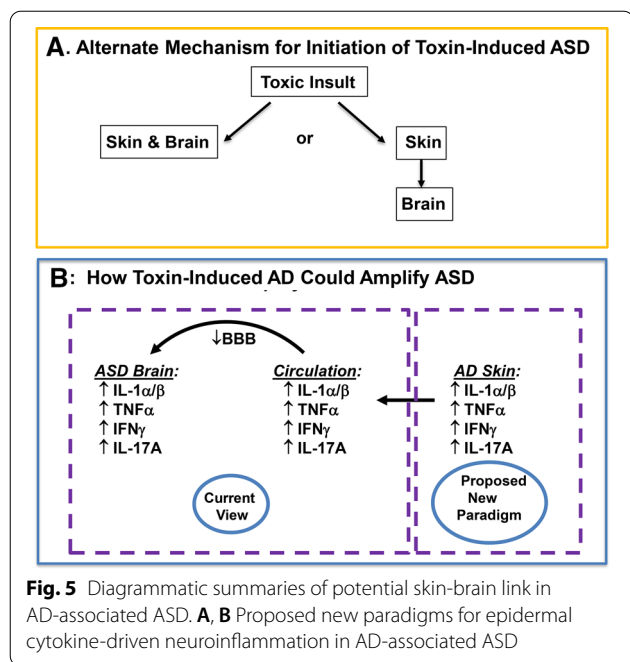 A. Alternate Mechanism for Initiation of Toxin-Induced ASD
Toxic Insult
Skin & Brain
or
Skin
Brain
B: How Toxin-Induced AD Could Amplify ASD
↓BBB
ASD Brain:
↑ IL-1α/β
↑ TNFα
↑ IFNγ
↑ IL-17A
Circulation:
↑ IL-1α/β
↑ TNFα
↑ IFNγ
↑ IL-17A
AD Skin:
↑ IL-1α/β
↑ TNFα
↑ IFNγ
↑ IL-17A
Current
View
Proposed
New
Paradigm
Fig. 5 Diagrammatic summaries of potential skin-brain link in
AD-associated ASD. A, B Proposed new paradigms for epidermal
cytokine-driven neuroinflammation in AD-associated ASD